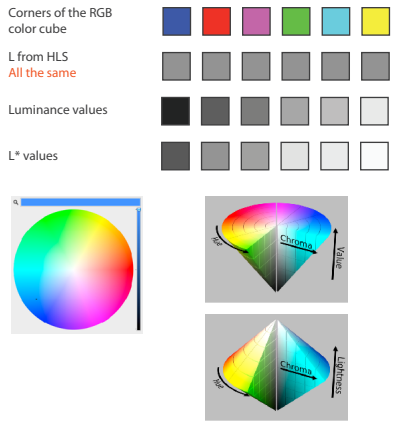 Corners of the RGB
color cube
L from HLS
All the same
Luminance values
L* values
Hue
Chroma
Value
Hue
Chroma
Lightness